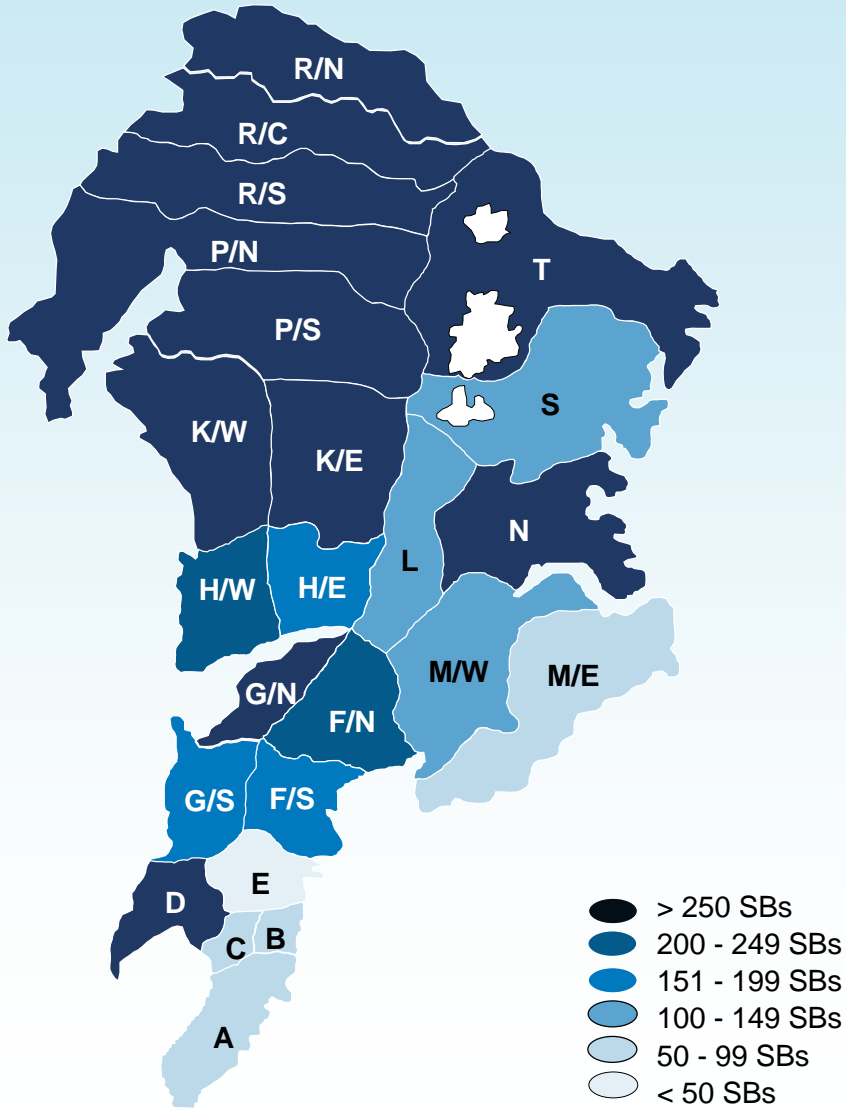 R/N
R/C
R/S
P/N
T
P/S
S
K/W
K/E
N
L
H/W
H/E
M/W
M/E
G/N
F/N
G/S
F/S
E
D
B
C
A
> 250 SBs
200 - 249 SBs
151 - 199 SBs
100 - 149 SBs
50 - 99 SBs
< 50 SBs